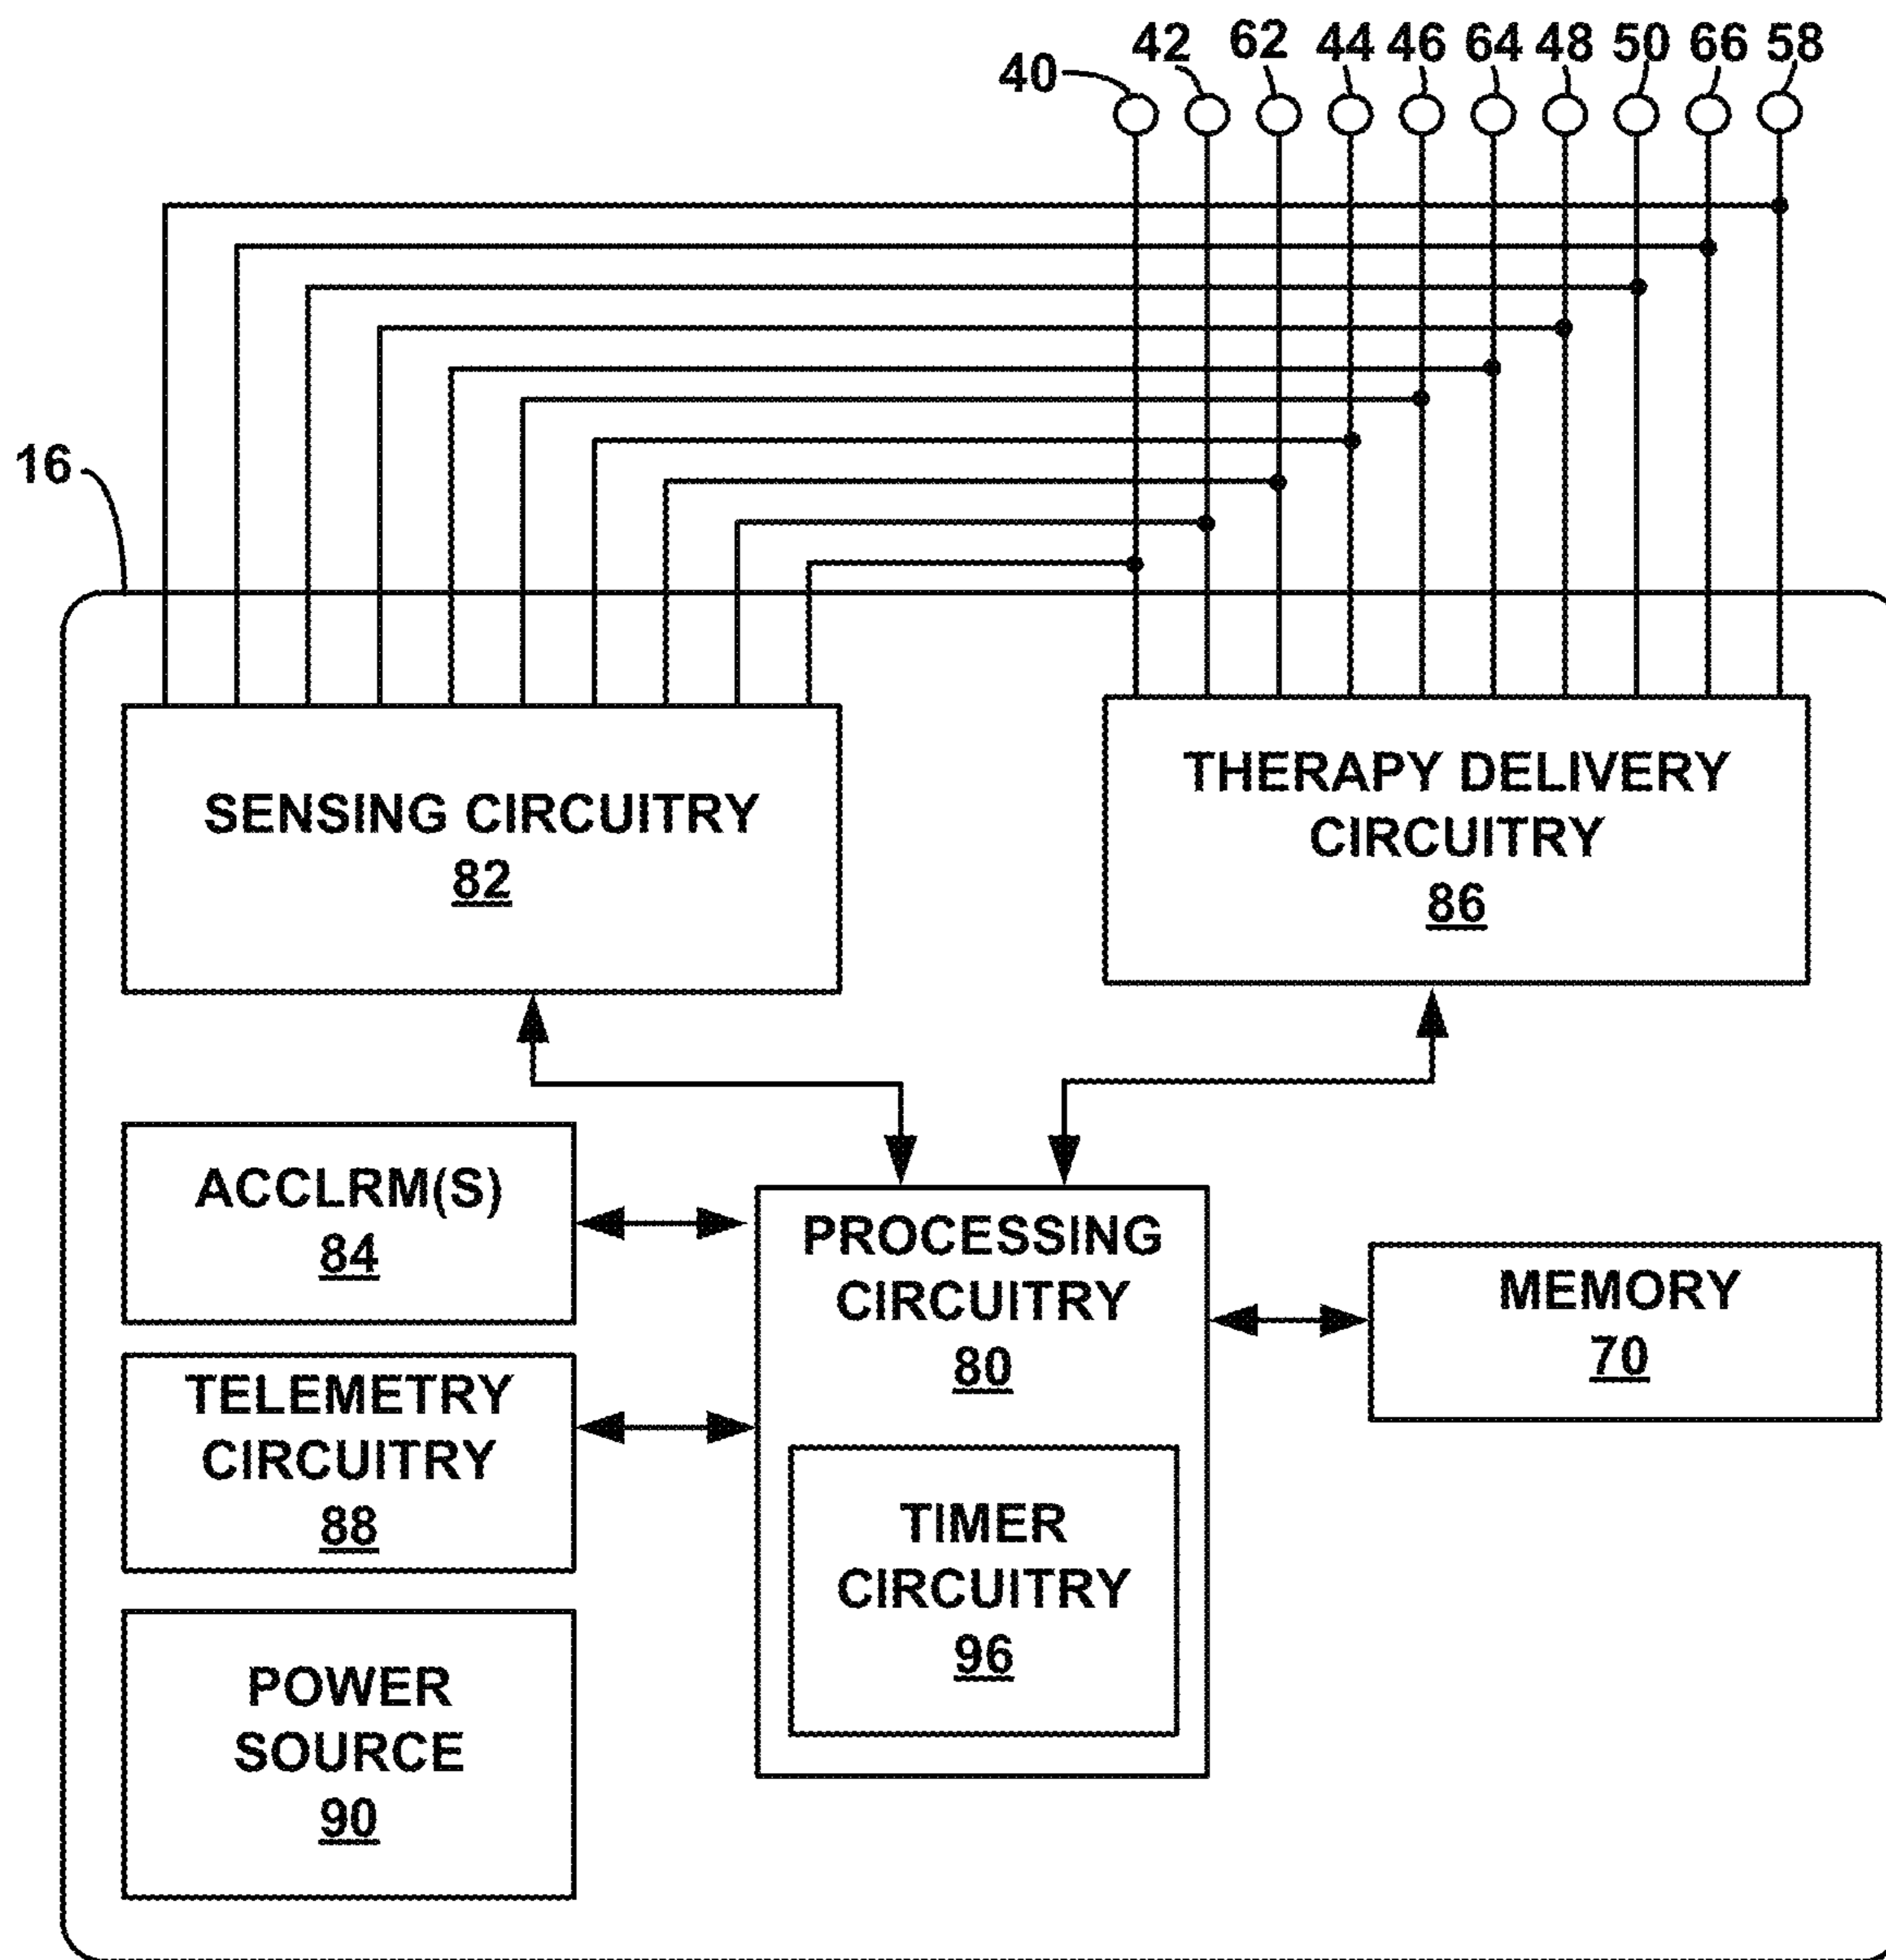 40 42 62 44 46 64 48 50 66 58
16
SENSING CIRCUITRY
82
THERAPY DELIVERY
CIRCUITRY
86
ACCLRM(S)
84
PROCESSING
CIRCUITRY
80
MEMORY
70
TELEMETRY
CIRCUITRY
88
TIMER
CIRCUITRY
96
POWER
SOURCE
90